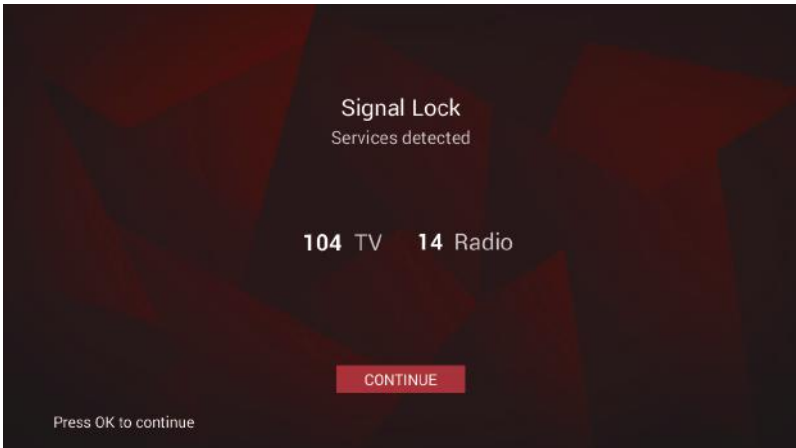 Signal Lock
Services detected
104 TV 14 Radio
CONTINUE
Press OK to continue